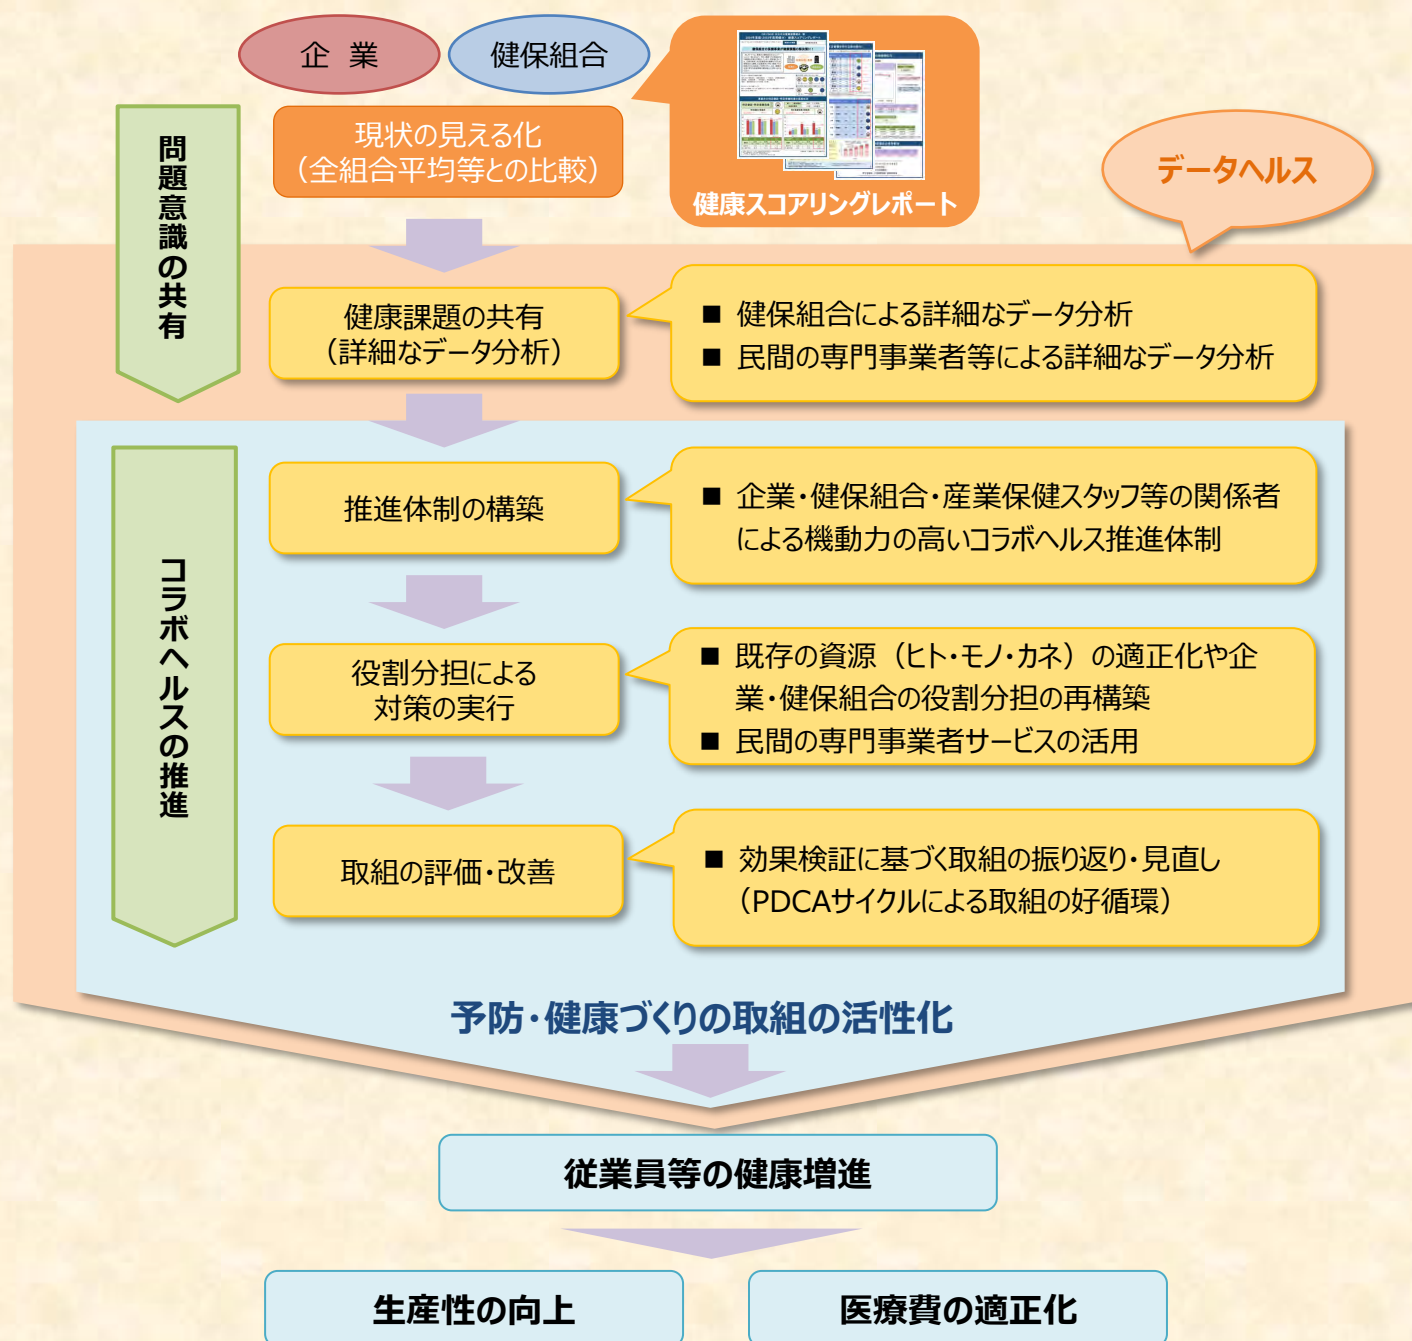 企 業
健保組合
現状の見える化
（全組合平均等との比較）
健康スコアリングレポート
データヘルス
問題意識の共有
健康課題の共有
（詳細なデータ分析）
■ 健保組合による詳細なデータ分析
■ 民間の専門事業者等による詳細なデータ分析
コラボヘルスの推進
推進体制の構築
■ 企業・健保組合・産業保健スタッフ等の関係者
による機動力の高いコラボヘルス推進体制
役割分担による
対策の実行
■ 既存の資源（ヒト・モノ・カネ）の適正化や企
業・健保組合の役割分担の再構築
■ 民間の専門事業者サービスの活用
取組の評価・改善
■ 効果検証に基づく取組の振り返り・見直し
（PDCAサイクルによる取組の好循環）
予防・健康づくりの取組の活性化
従業員等の健康増進
生産性の向上
医療費の適正化